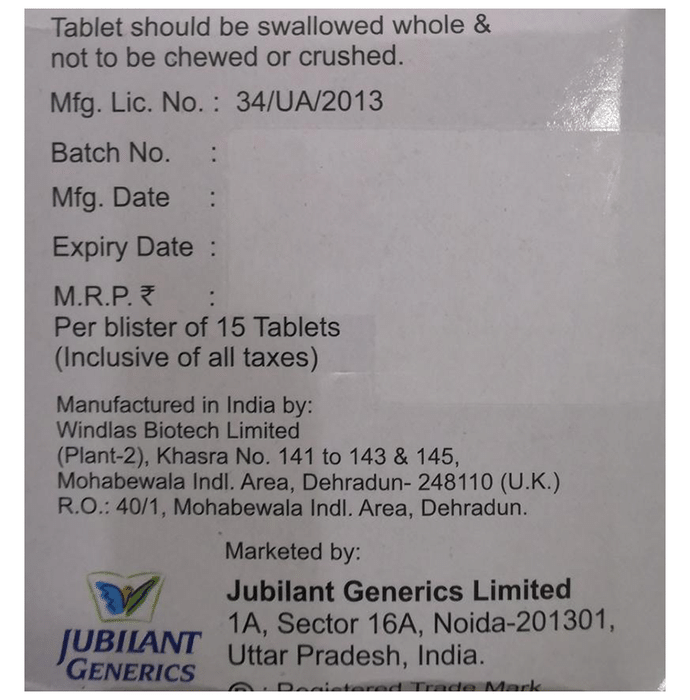 Tablet should be swallowed whole &
not to be chewed or crushed.
Mfg. Lic. No. : 34/UA/2013
Batch No. :
Mfg. Date :
Expiry Date :
M.R.P. ₹ :
Per blister of 15 Tablets
(Inclusive of all taxes)
Manufactured in India by:
Windlas Biotech Limited
(Plant-2), Khasra No. 141 to 143 & 145,
Mohabewala Indl. Area, Dehradun- 248110 (U.K.)
R.O.: 40/1, Mohabewala Indl. Area, Dehradun.
Marketed by:
Jubilant Generics Limited
1A, Sector 16A, Noida-201301,
Uttar Pradesh, India.
JUBILANT
GENERICS
® : Registered Trade Mark